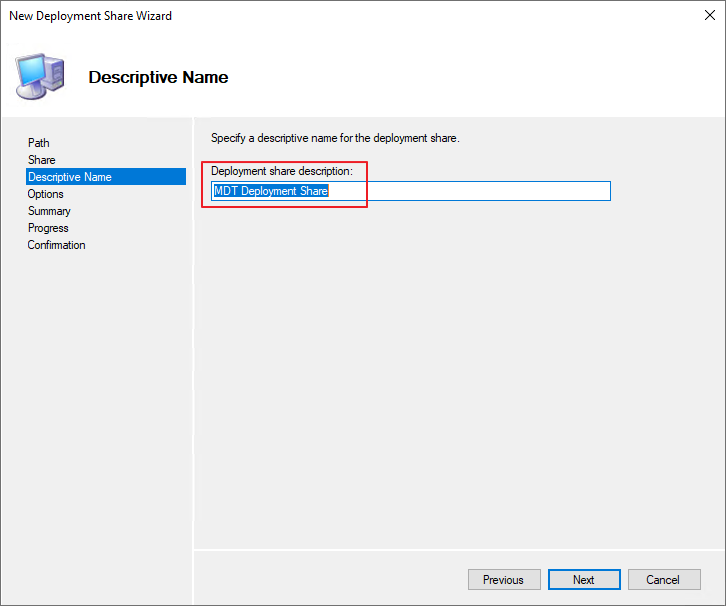 New Deployment Share Wizard
Descriptive Name
Path
Share
Descriptive Name
Options
Summary
Progress
Confirmation
Specify a descriptive name for the deployment share.
Deployment share description:
MDT Deployment Share
Previous
Next
Cancel